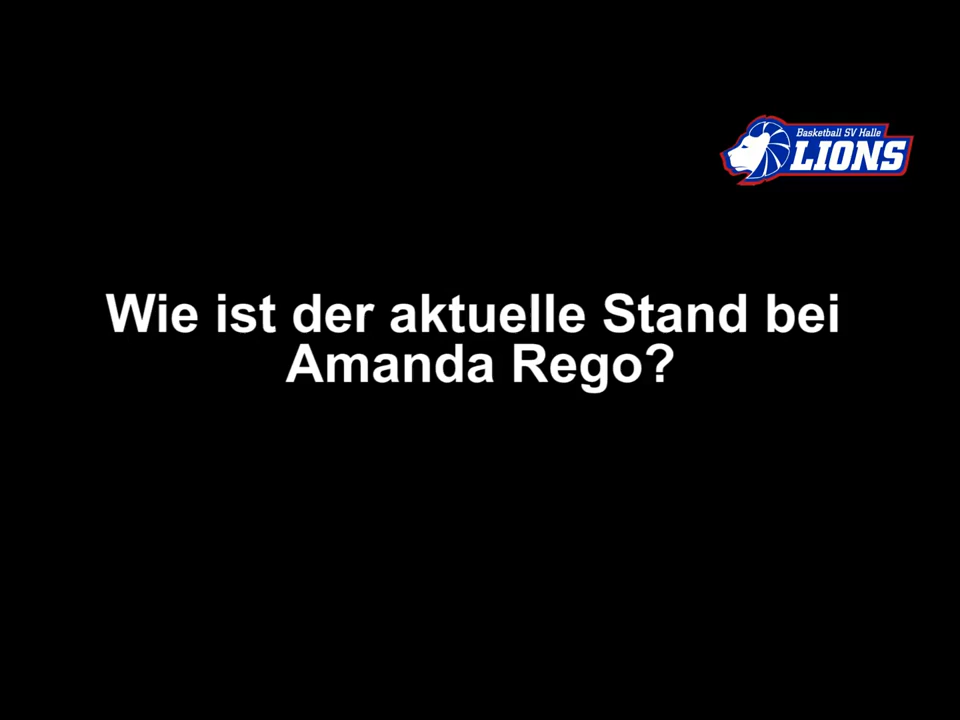 Basketball SV Halle
LIONS
Wie ist der aktuelle Stand bei
Amanda Rego?